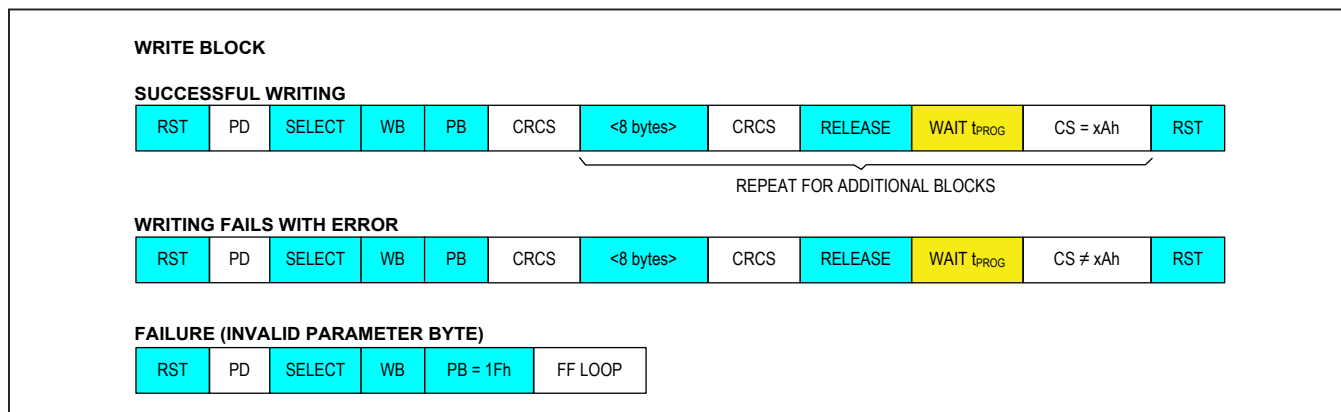 WRITE BLOCK
SUCCESSFUL WRITING
RST PD SELECT WB PB CRCS <8 bytes> CRCS RELEASE WAIT tPROG CS = xAh RST
REPEAT FOR ADDITIONAL BLOCKS
WRITING FAILS WITH ERROR
RST PD SELECT WB PB CRCS <8 bytes> CRCS RELEASE WAIT tPROG CS ≠ xAh RST
FAILURE (INVALID PARAMETER BYTE)
RST PD SELECT WB PB = 1Fh FF LOOP